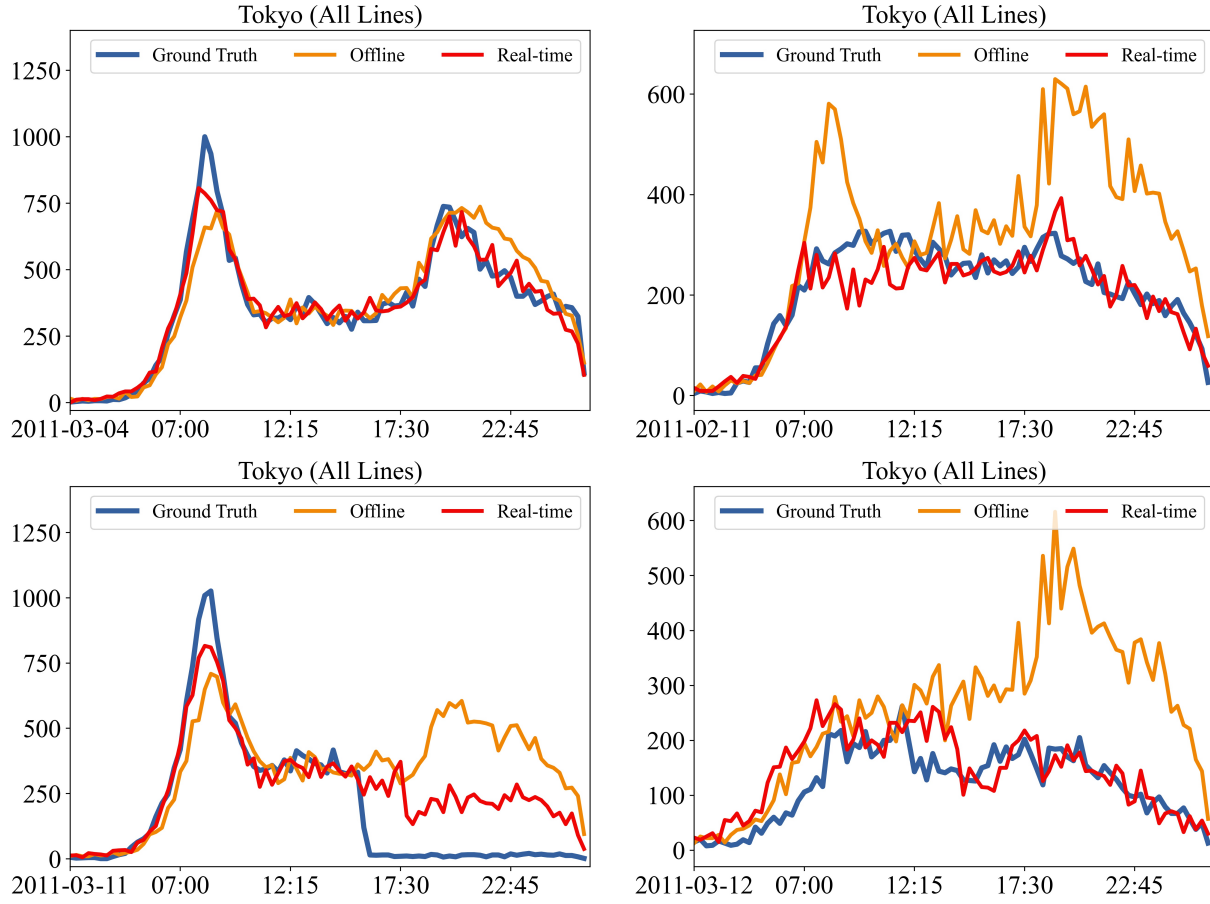 Tokyo (All Lines)
Ground Truth Offline Real-time
1250
1000
750
500
250
0
2011-03-04 07:00 12:15 17:30 22:45
Tokyo (All Lines)
Ground Truth Offline Real-time
600
400
200
0
2011-02-11 07:00 12:15 17:30 22:45
Tokyo (All Lines)
Ground Truth Offline Real-time
1250
1000
750
500
250
0
2011-03-11 07:00 12:15 17:30 22:45
Tokyo (All Lines)
Ground Truth Offline Real-time
600
500
400
300
200
100
0
2011-03-12 07:00 12:15 17:30 22:45